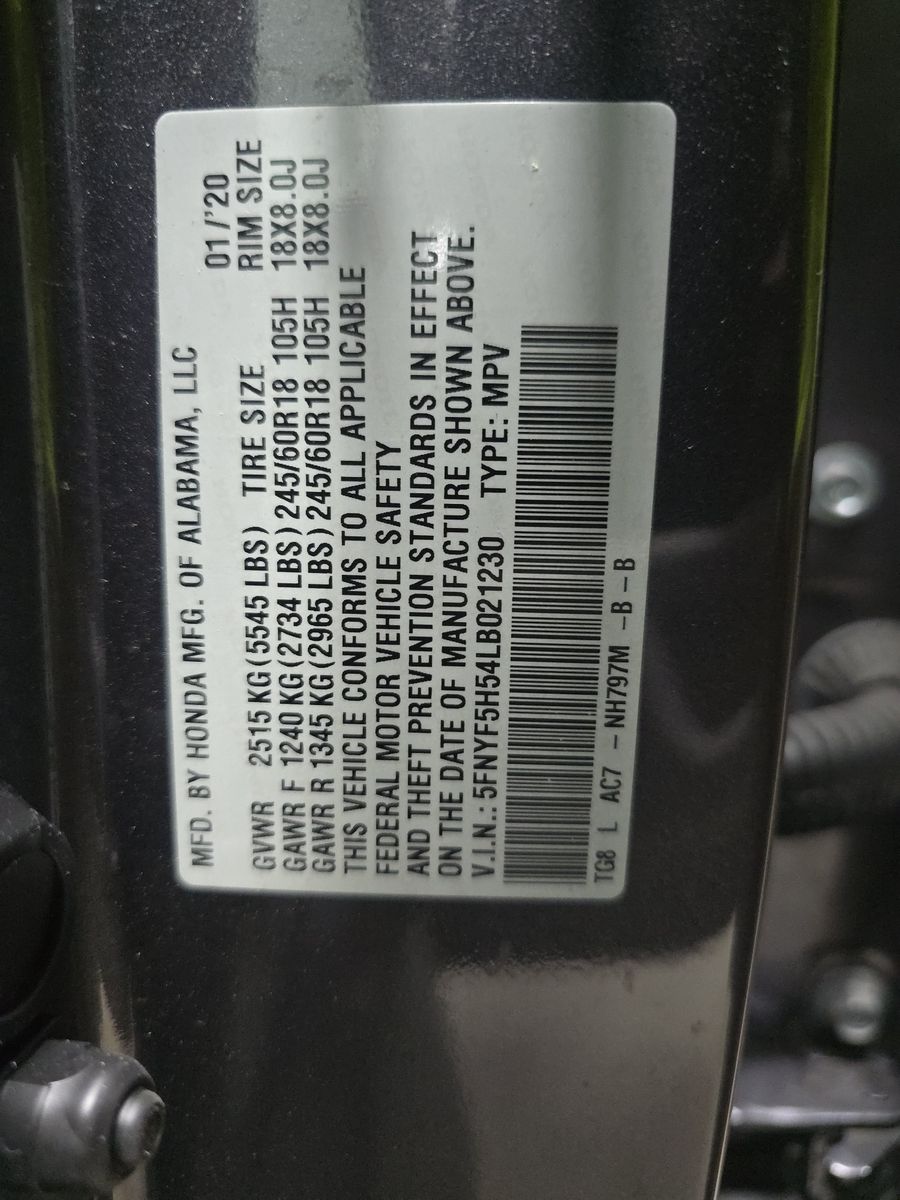 MFD. BY HONDA MFG. OF ALABAMA, LLC 01/'20
GVWR 2515 KG (5545 LBS) TIRE SIZE RIM SIZE
GAWR F 1240 KG (2734 LBS) 245/60R18 105H 18X8.0J
GAWR R 1345 KG (2965 LBS) 245/60R18 105H 18X8.0J
THIS VEHICLE CONFORMS TO ALL APPLICABLE
FEDERAL MOTOR VEHICLE SAFETY
AND THEFT PREVENTION STANDARDS IN EFFECT
ON THE DATE OF MANUFACTURE SHOWN ABOVE.
V.I.N.: 5FNYF5H54LB021230 TYPE: MPV
TG8 L AC7 - NH797M - B - B